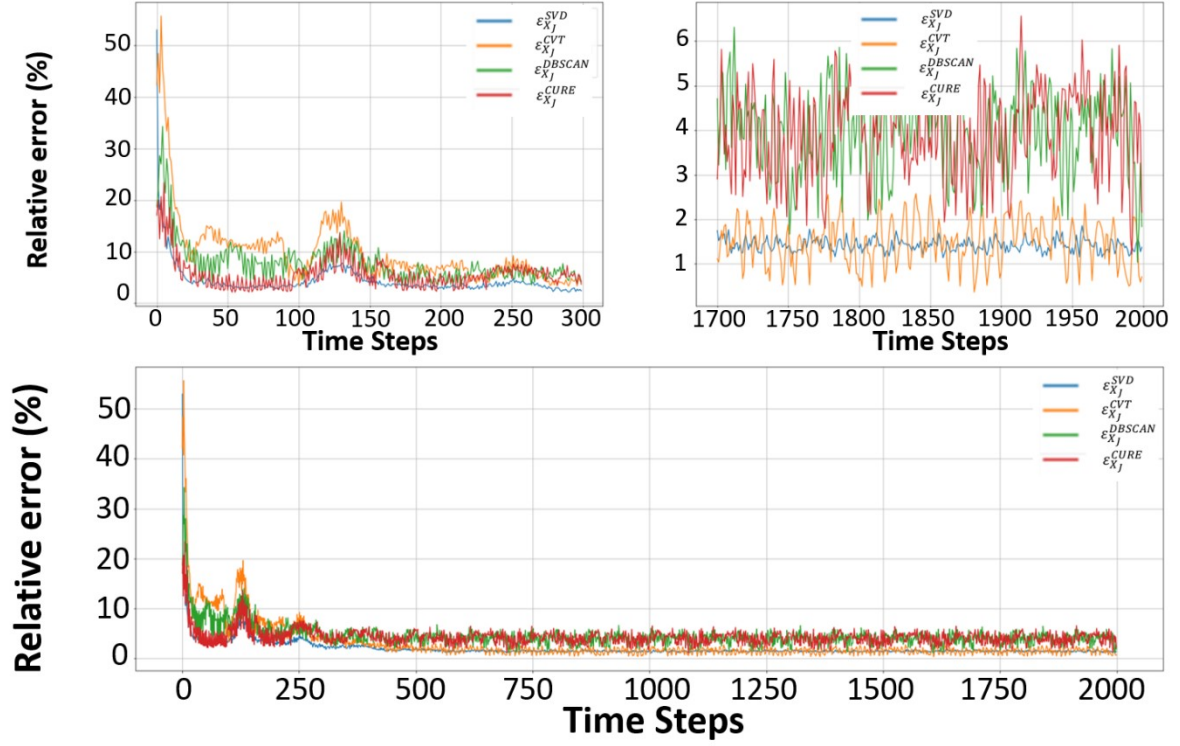 Relative error (%)
50
40
30
20
10
0
0 50 100 150 200 250 300
Time Steps
ε_{X_J}^{SVD}
ε_{X_J}^{CVT}
ε_{X_J}^{DBSCAN}
ε_{X_J}^{CURE}
6
5
4
3
2
1
1700 1750 1800 1850 1900 1950 2000
Time Steps
ε_{X_J}^{SVD}
ε_{X_J}^{CVT}
ε_{X_J}^{DBSCAN}
ε_{X_J}^{CURE}
Relative error (%)
50
40
30
20
10
0
0 250 500 750 1000 1250 1500 1750 2000
Time Steps
ε_{X_J}^{SVD}
ε_{X_J}^{CVT}
ε_{X_J}^{DBSCAN}
ε_{X_J}^{CURE}